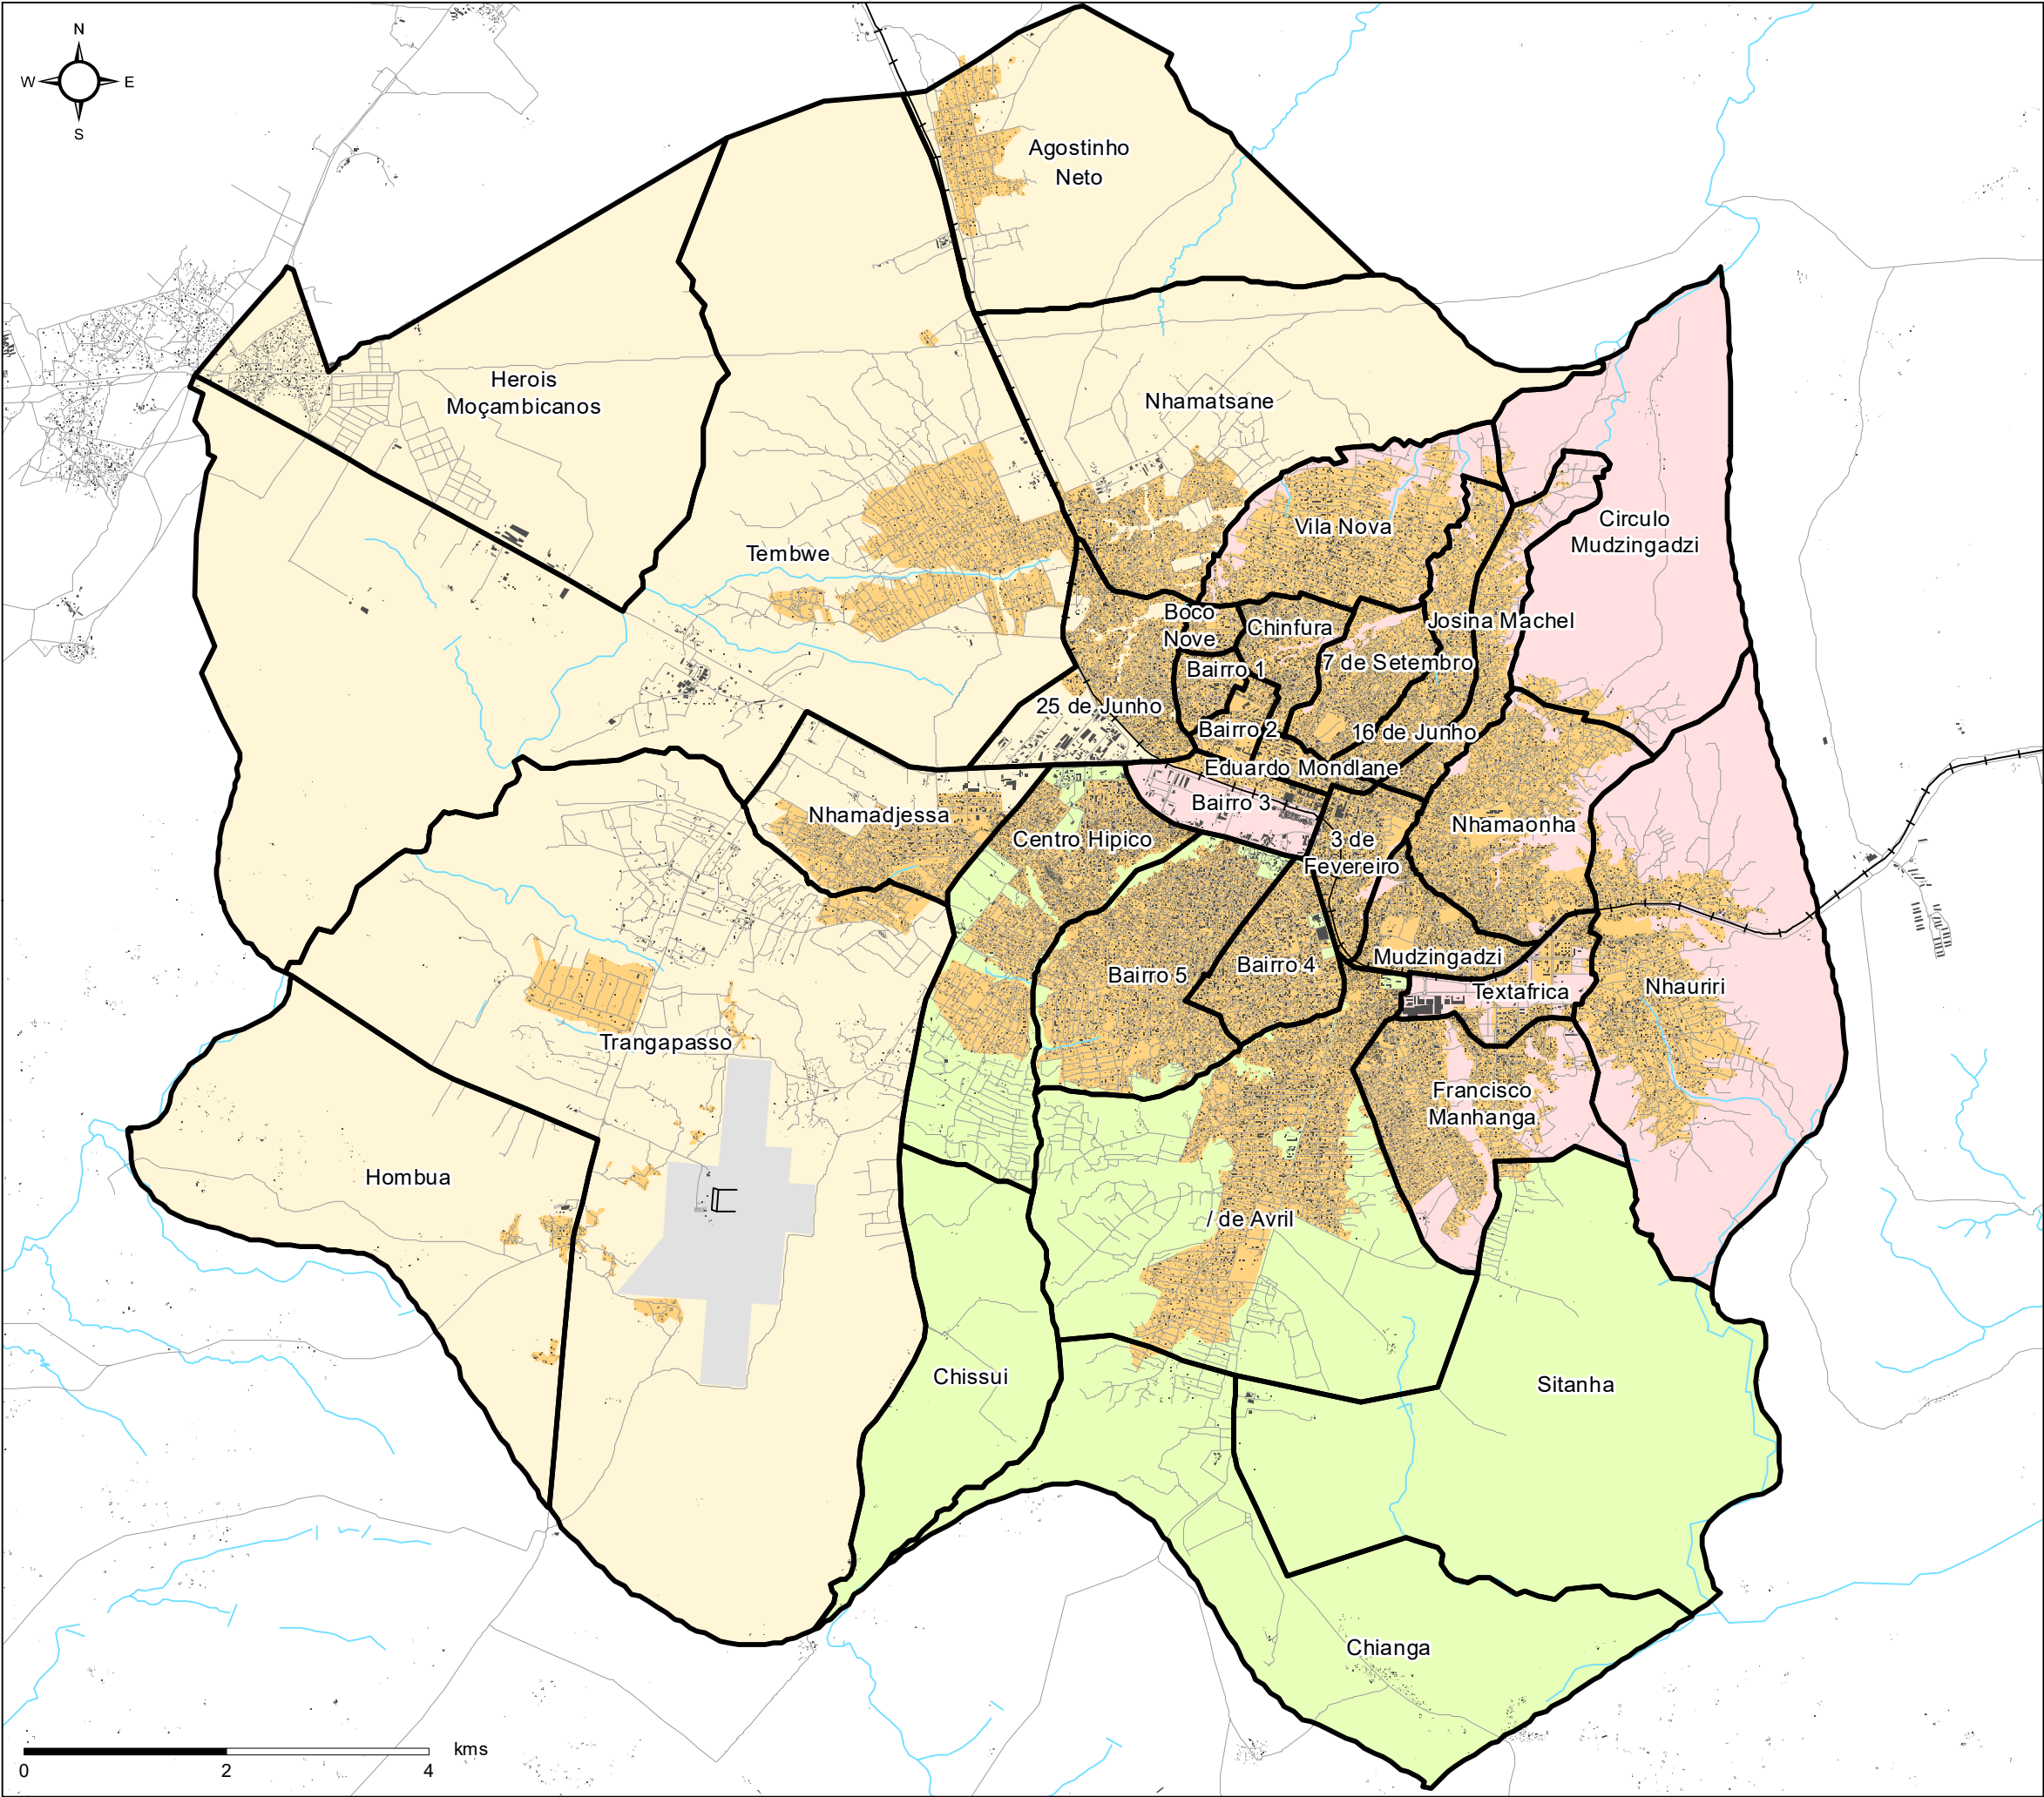 N
W E
S
Agostinho
Neto
Herois
Moçambicanos
Nhamatsane
Vila Nova
Circulo
Mudzingadzi
Tembwe
Boco
Nove
Chinfura
Josina Machel
Bairro 1
7 de Setembro
25 de Junho
Bairro 2
16 de Junho
Eduardo Mondlane
Bairro 3
Nhamadjessa
Centro Hipico
3 de
Fevereiro
Nhamaonha
Mudzingadzi
Bairro 5
Bairro 4
Textafrica
Nhauriri
Trangapasso
Francisco
Manhanga
Hombua
/ de Avril
Chissui
Sitanha
Chianga
kms
0 2 4